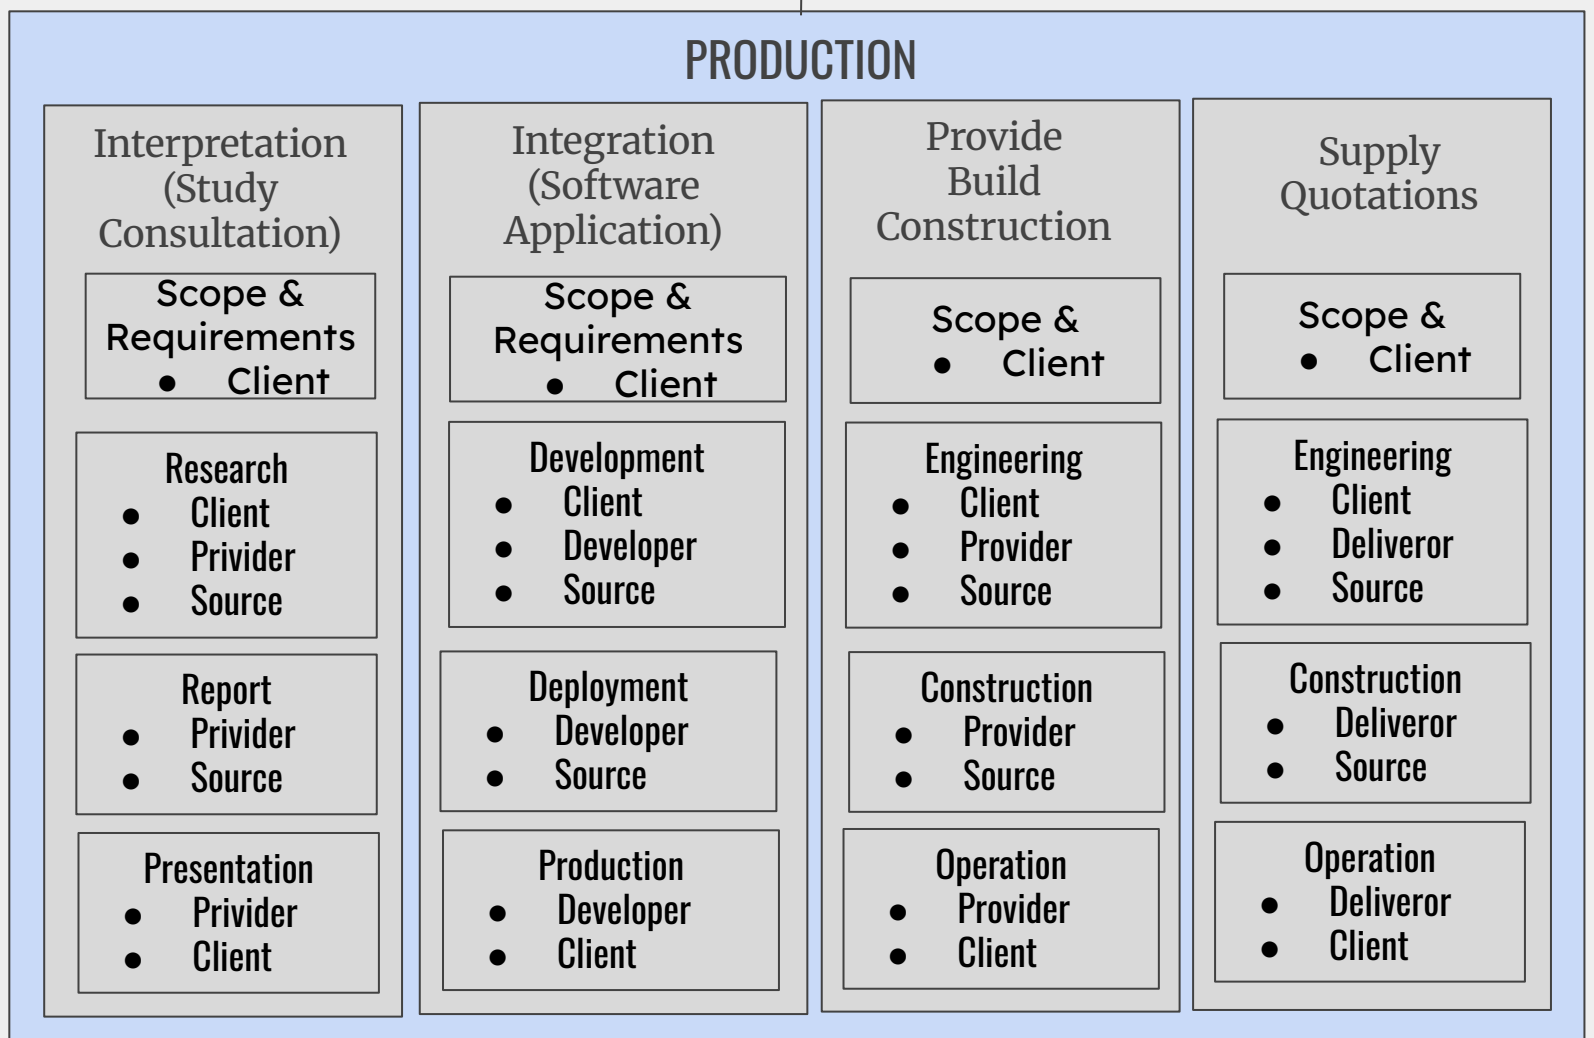 PRODUCTION
Interpretation
(Study
Consultation)
Scope &
Requirements
● Client
Research
● Client
● Privider
● Source
Report
● Privider
● Source
Presentation
● Privider
● Client
Integration
(Software
Application)
Scope &
Requirements
● Client
Development
● Client
● Developer
● Source
Deployment
● Developer
● Source
Production
● Developer
● Client
Provide
Build
Construction
Scope &
● Client
Engineering
● Client
● Provider
● Source
Construction
● Provider
● Source
Operation
● Provider
● Client
Supply
Quotations
Scope &
● Client
Engineering
● Client
● Deliveror
● Source
Construction
● Deliveror
● Source
Operation
● Deliveror
● Client